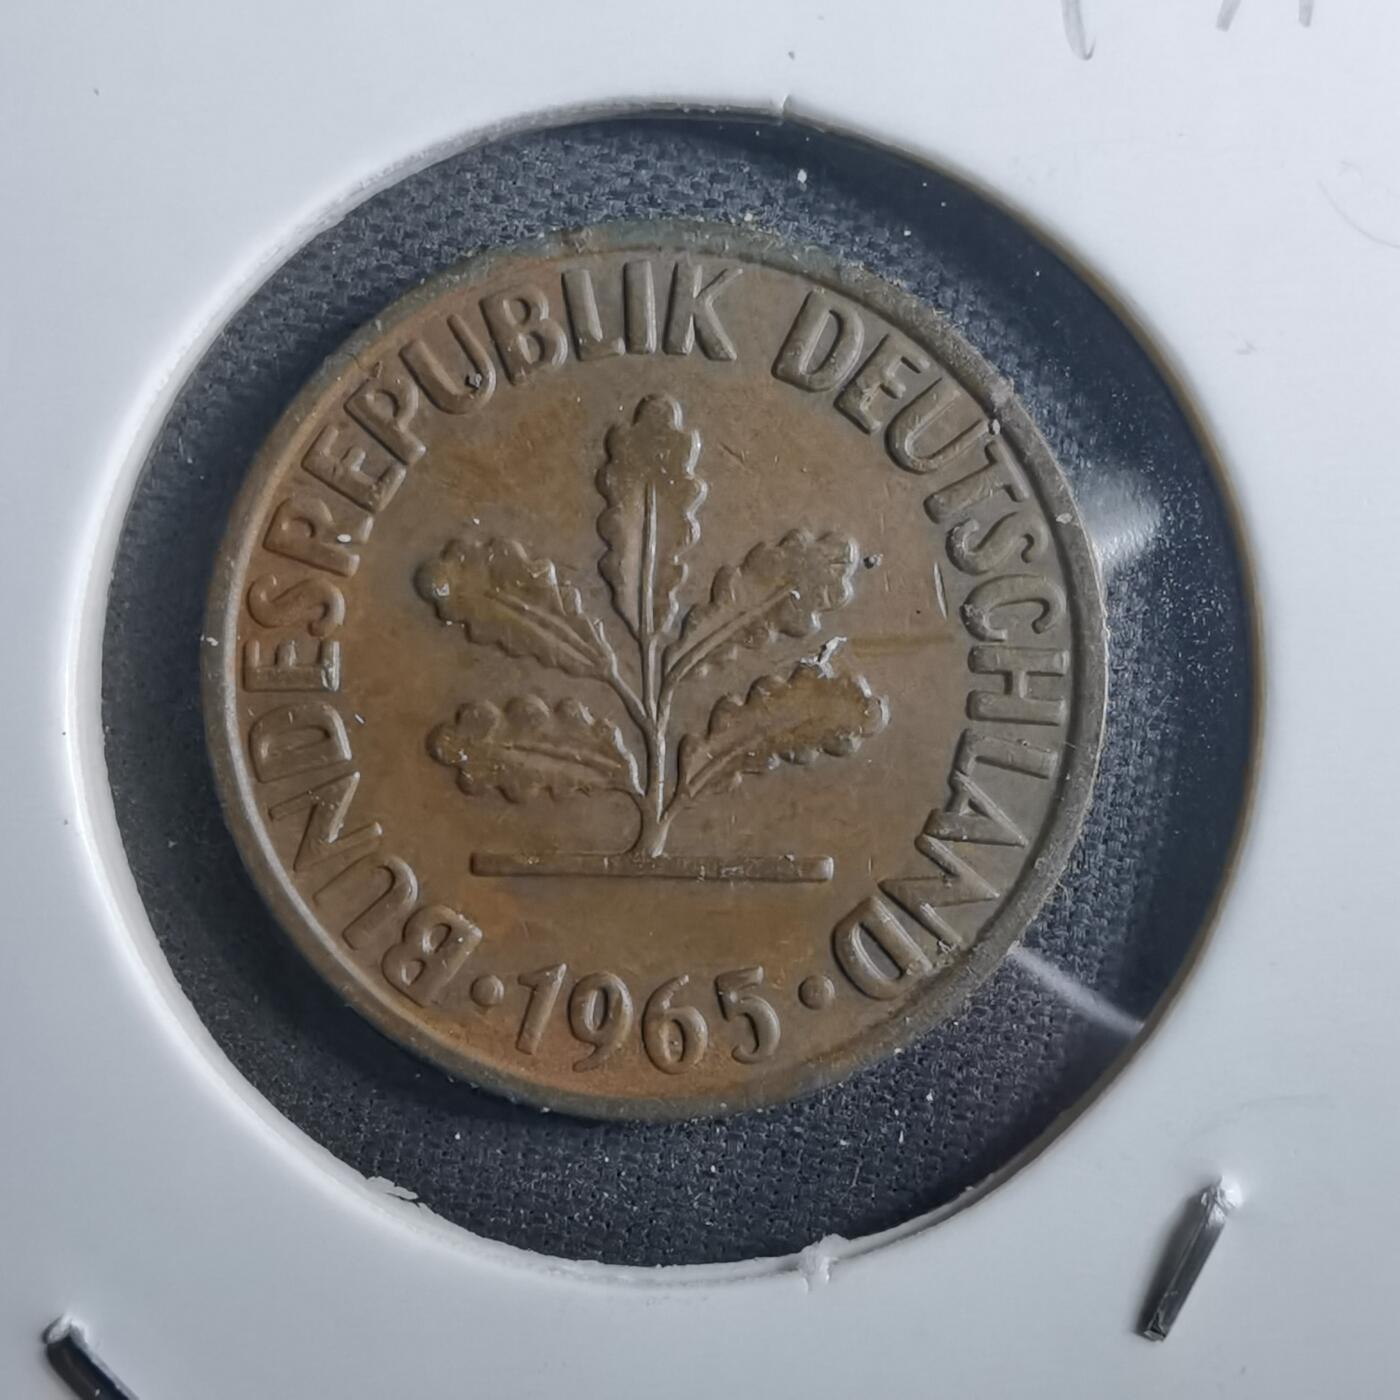 BUNDESREPUBLIK DEUTSCHLAND
· 1965 ·